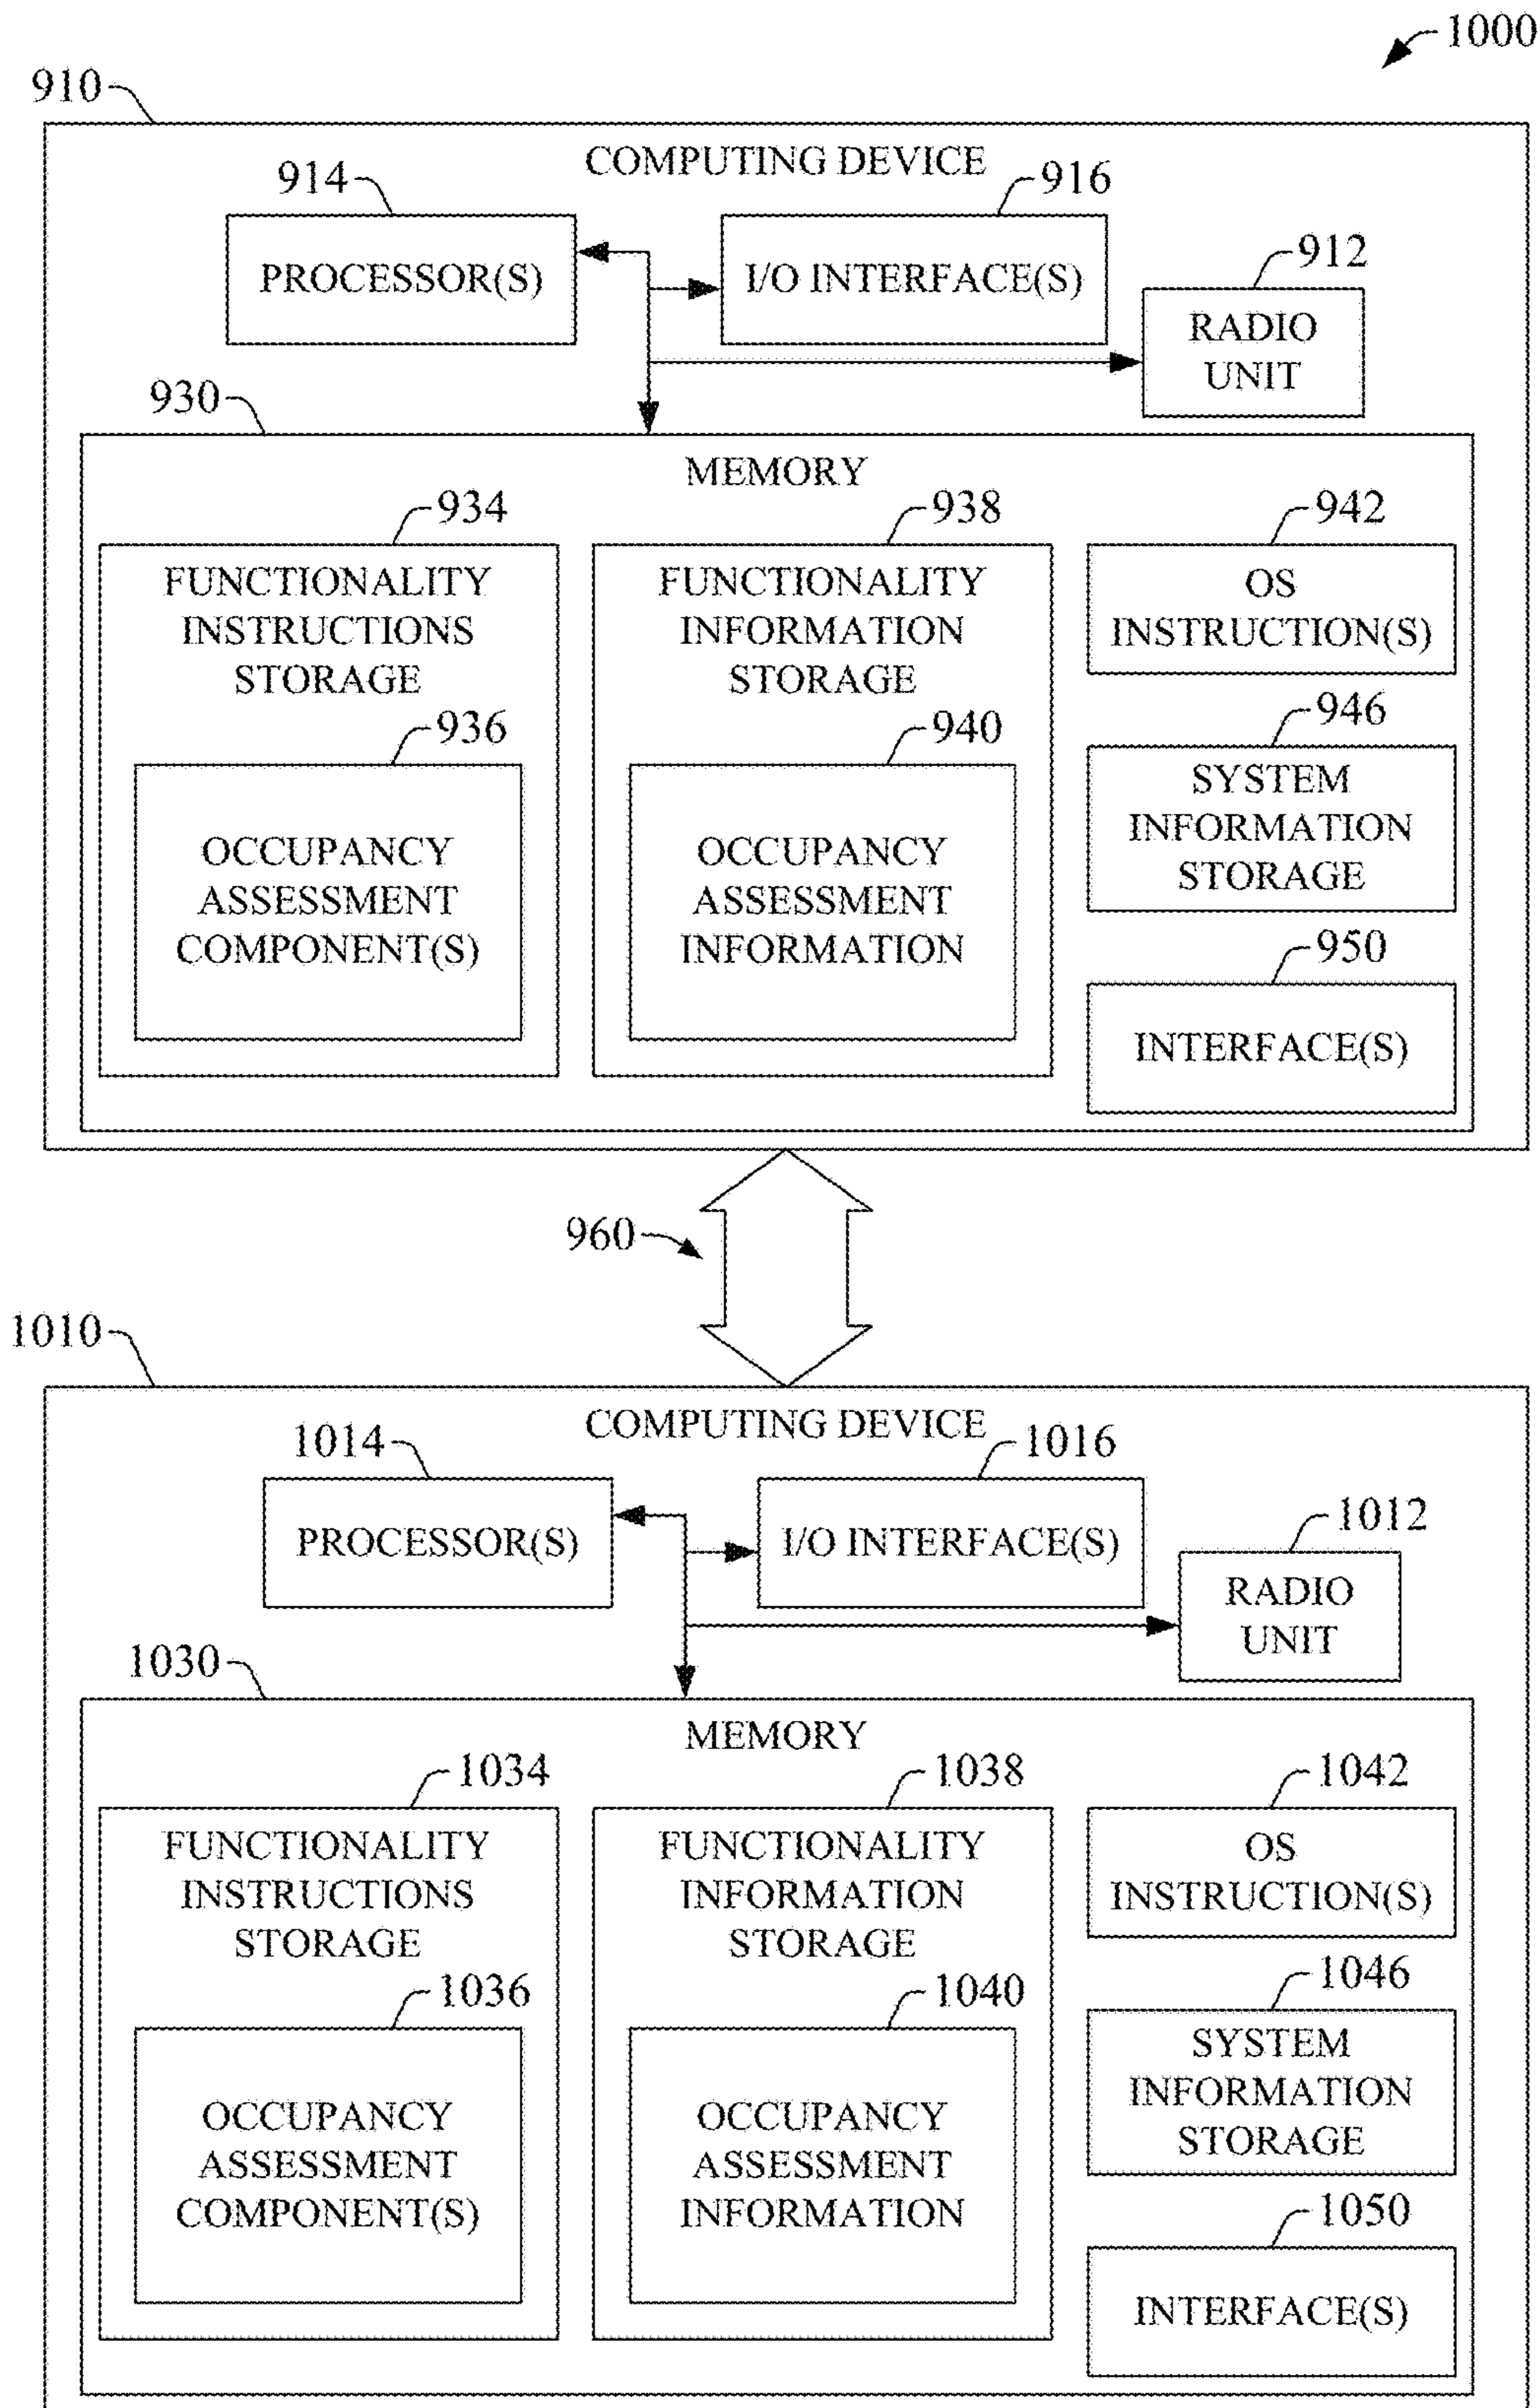 1000
910
COMPUTING DEVICE
914
916
PROCESSOR(S)
I/O INTERFACE(S)
912
RADIO
UNIT
930
MEMORY
934
938
942
FUNCTIONALITY
INSTRUCTIONS
STORAGE
FUNCTIONALITY
INFORMATION
STORAGE
OS
INSTRUCTION(S)
936
940
946
OCCUPANCY
ASSESSMENT
COMPONENT(S)
OCCUPANCY
ASSESSMENT
INFORMATION
SYSTEM
INFORMATION
STORAGE
950
INTERFACE(S)
960
1010
COMPUTING DEVICE
1014
1016
PROCESSOR(S)
I/O INTERFACE(S)
1012
RADIO
UNIT
1030
MEMORY
1034
1038
1042
FUNCTIONALITY
INSTRUCTIONS
STORAGE
FUNCTIONALITY
INFORMATION
STORAGE
OS
INSTRUCTION(S)
1036
1040
1046
OCCUPANCY
ASSESSMENT
COMPONENT(S)
OCCUPANCY
ASSESSMENT
INFORMATION
SYSTEM
INFORMATION
STORAGE
1050
INTERFACE(S)